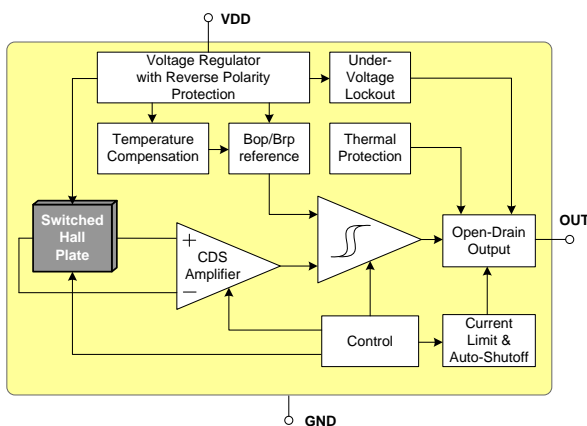 VDD
Voltage Regulator
with Reverse Polarity
Protection
Under-
Voltage
Lockout
Temperature
Compensation
Bop/Brp
reference
Thermal
Protection
Switched
Hall
Plate
+
CDS
Amplifier
−
Open-Drain
Output
OUT
Control
Current
Limit &
Auto-Shutoff
GND